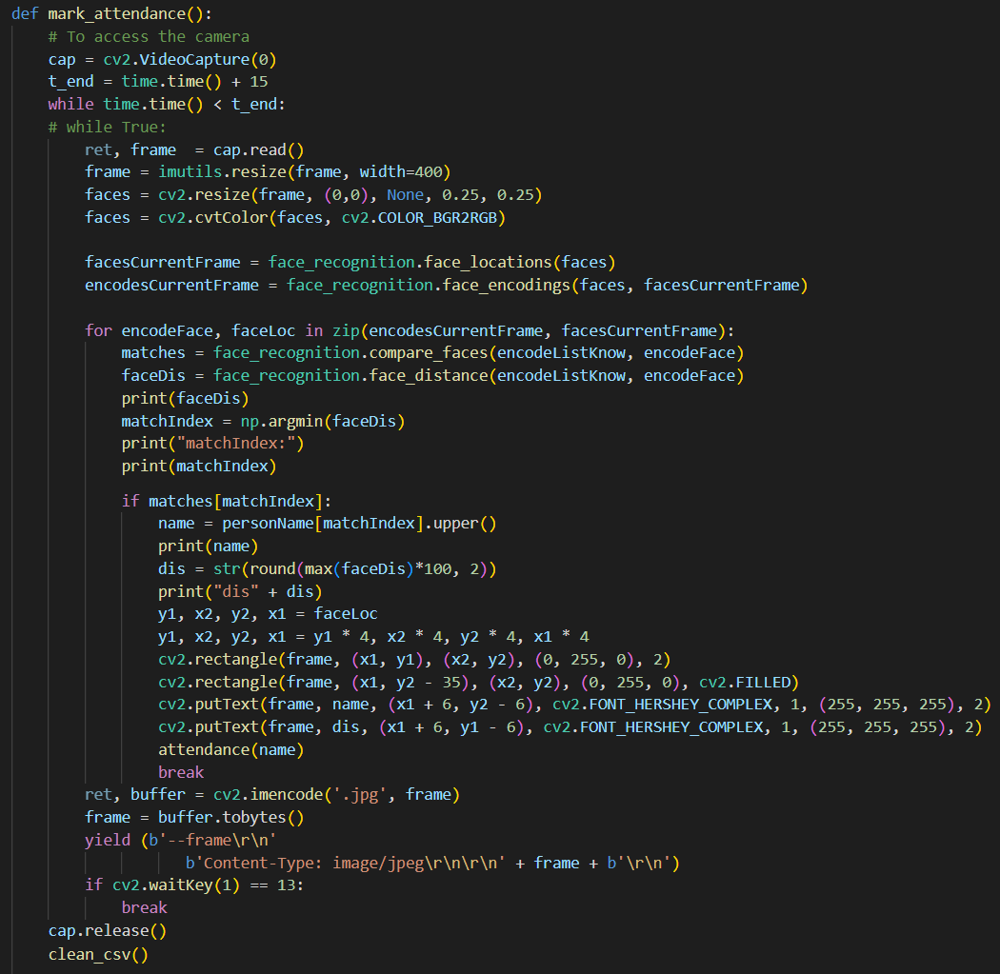 def mark_attendance():
    # To access the camera
    cap = cv2.VideoCapture(0)
    t_end = time.time() + 15
    while time.time() < t_end:
    # while True:
        ret, frame  = cap.read()
        frame = imutils.resize(frame, width=400)
        faces = cv2.resize(frame, (0,0), None, 0.25, 0.25)
        faces = cv2.cvtColor(faces, cv2.COLOR_BGR2RGB)

        facesCurrentFrame = face_recognition.face_locations(faces)
        encodesCurrentFrame = face_recognition.face_encodings(faces, facesCurrentFrame)

        for encodeFace, faceLoc in zip(encodesCurrentFrame, facesCurrentFrame):
            matches = face_recognition.compare_faces(encodeListKnow, encodeFace)
            faceDis = face_recognition.face_distance(encodeListKnow, encodeFace)
            print(faceDis)
            matchIndex = np.argmin(faceDis)
            print("matchIndex:")
            print(matchIndex)

            if matches[matchIndex]:
                name = personName[matchIndex].upper()
                print(name)
                dis = str(round(max(faceDis)*100, 2))
                print("dis" + dis)
                y1, x2, y2, x1 = faceLoc
                y1, x2, y2, x1 = y1 * 4, x2 * 4, y2 * 4, x1 * 4
                cv2.rectangle(frame, (x1, y1), (x2, y2), (0, 255, 0), 2)
                cv2.rectangle(frame, (x1, y2 - 35), (x2, y2), (0, 255, 0), cv2.FILLED)
                cv2.putText(frame, name, (x1 + 6, y2 - 6), cv2.FONT_HERSHEY_COMPLEX, 1, (255, 255, 255), 2)
                cv2.putText(frame, dis, (x1 + 6, y1 - 6), cv2.FONT_HERSHEY_COMPLEX, 1, (255, 255, 255), 2)
                attendance(name)
                break
        ret, buffer = cv2.imencode('.jpg', frame)
        frame = buffer.tobytes()
        yield (b'--frame\r\n'
                   b'Content-Type: image/jpeg\r\n\r\n' + frame + b'\r\n')
        if cv2.waitKey(1) == 13:
            break
    cap.release()
    clean_csv()